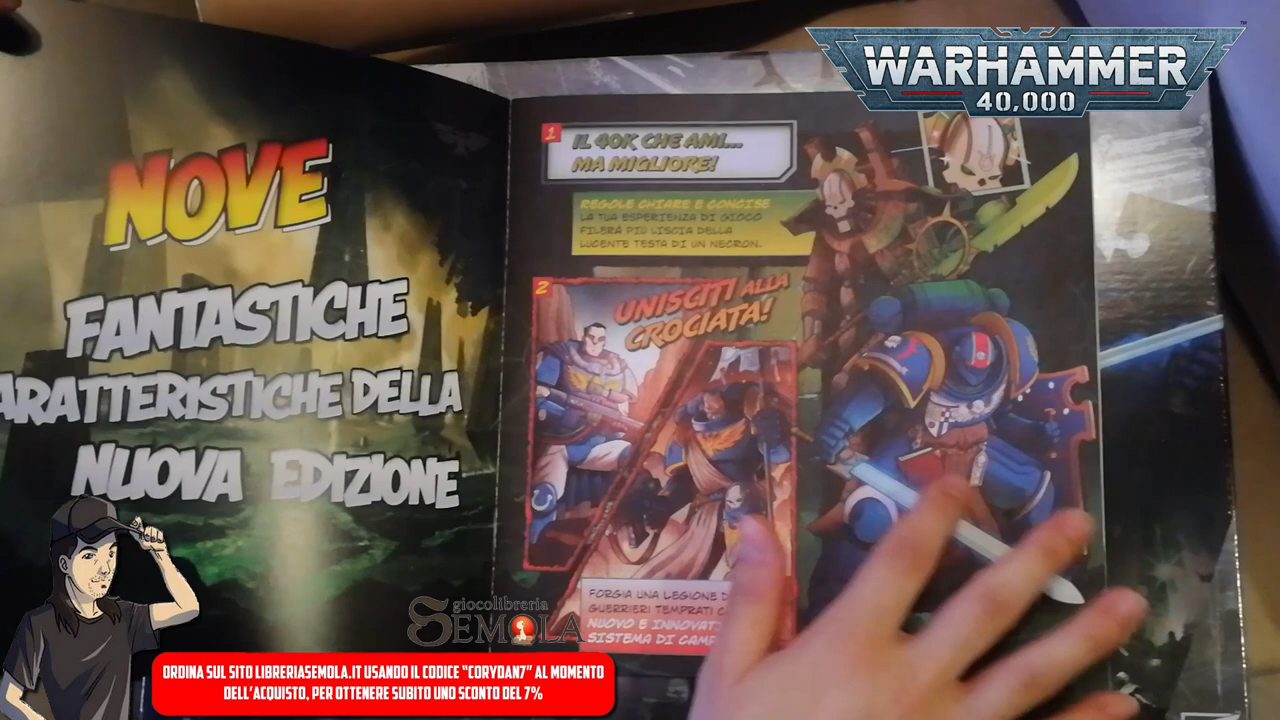 WARHAMMER
40,000
NOVE
FANTASTICHE
ARATTERISTICHE DELLA
NUOVA EDIZIONE
1
IL 40K CHE AMI...
MA MIGLIORE!
REGOLE CHIARE E CONCISE
LA TUA ESPERIENZA DI GIOCO
FILERÀ PIÙ LISCIA DELLA
LUCENTE TESTA DI UN NECRON.
2
UNISCITI ALLA
CROCIATA!
FORGIA UNA LEGIONE D
GUERRIERI TEMPRATI C
NUOVO E INNOVATI
SISTEMA DI CAMP
giocolibreria
SEMOLA
ORDINA SUL SITO LIBRERIASEMOLA.IT USANDO IL CODICE "CORYDAN7" AL MOMENTO
DELL'ACQUISTO, PER OTTENERE SUBITO UNO SCONTO DEL 7%